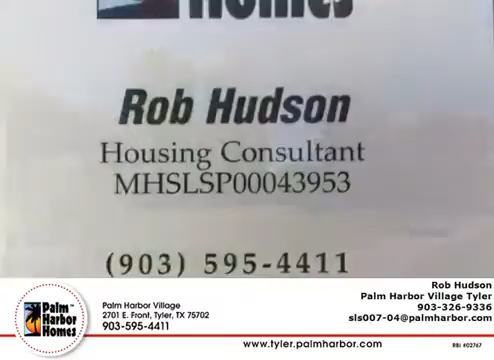 Homes
Rob Hudson
Housing Consultant
MHSLSP00043953
(903) 595-4411
Palm
Harbor
Homes
Palm Harbor Village
2701 E. Front, Tyler, TX 75702
903-595-4411
Rob Hudson
Palm Harbor Village Tyler
903-326-9336
sls007-04@palmharbor.com
www.tyler.palmharbor.com
RBI #02767